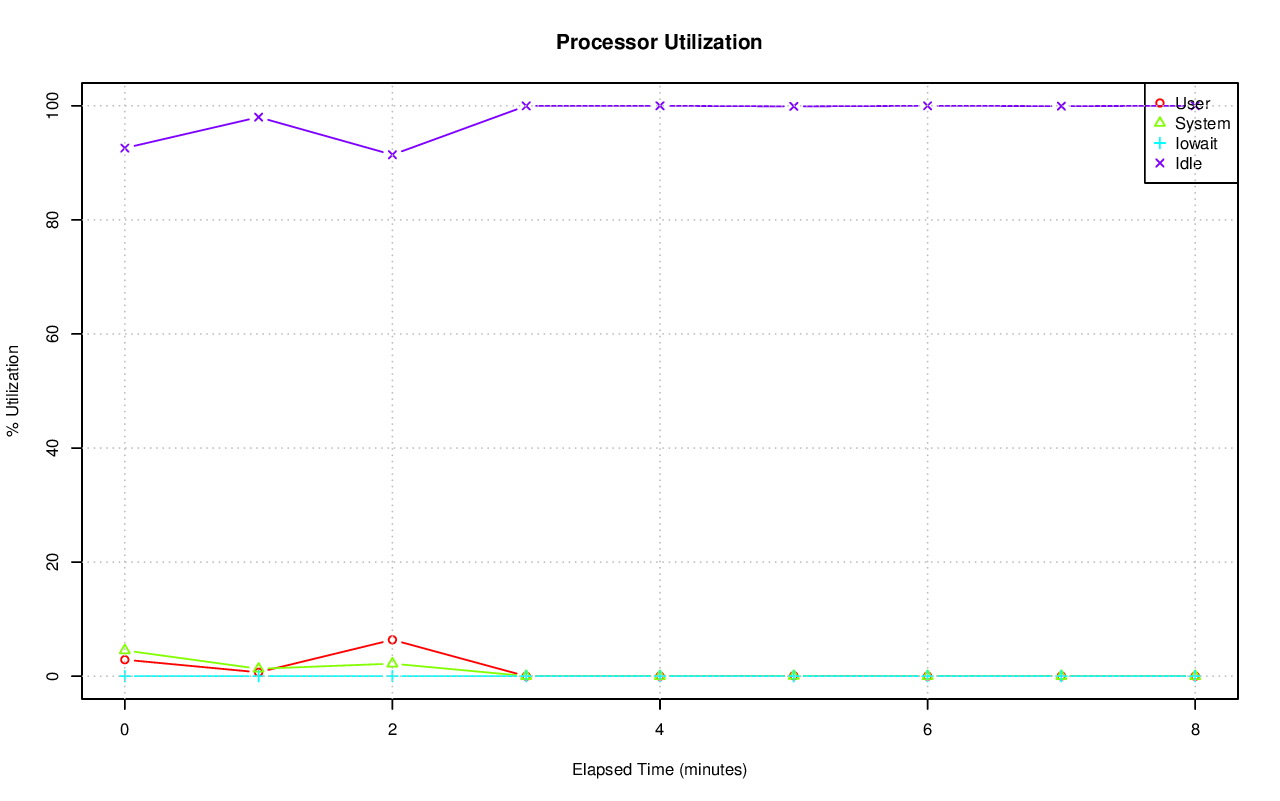 Processor Utilization
100
80
60
40
20
0
% Utilization
User
System
Iowait
Idle
0 2 4 6 8
Elapsed Time (minutes)